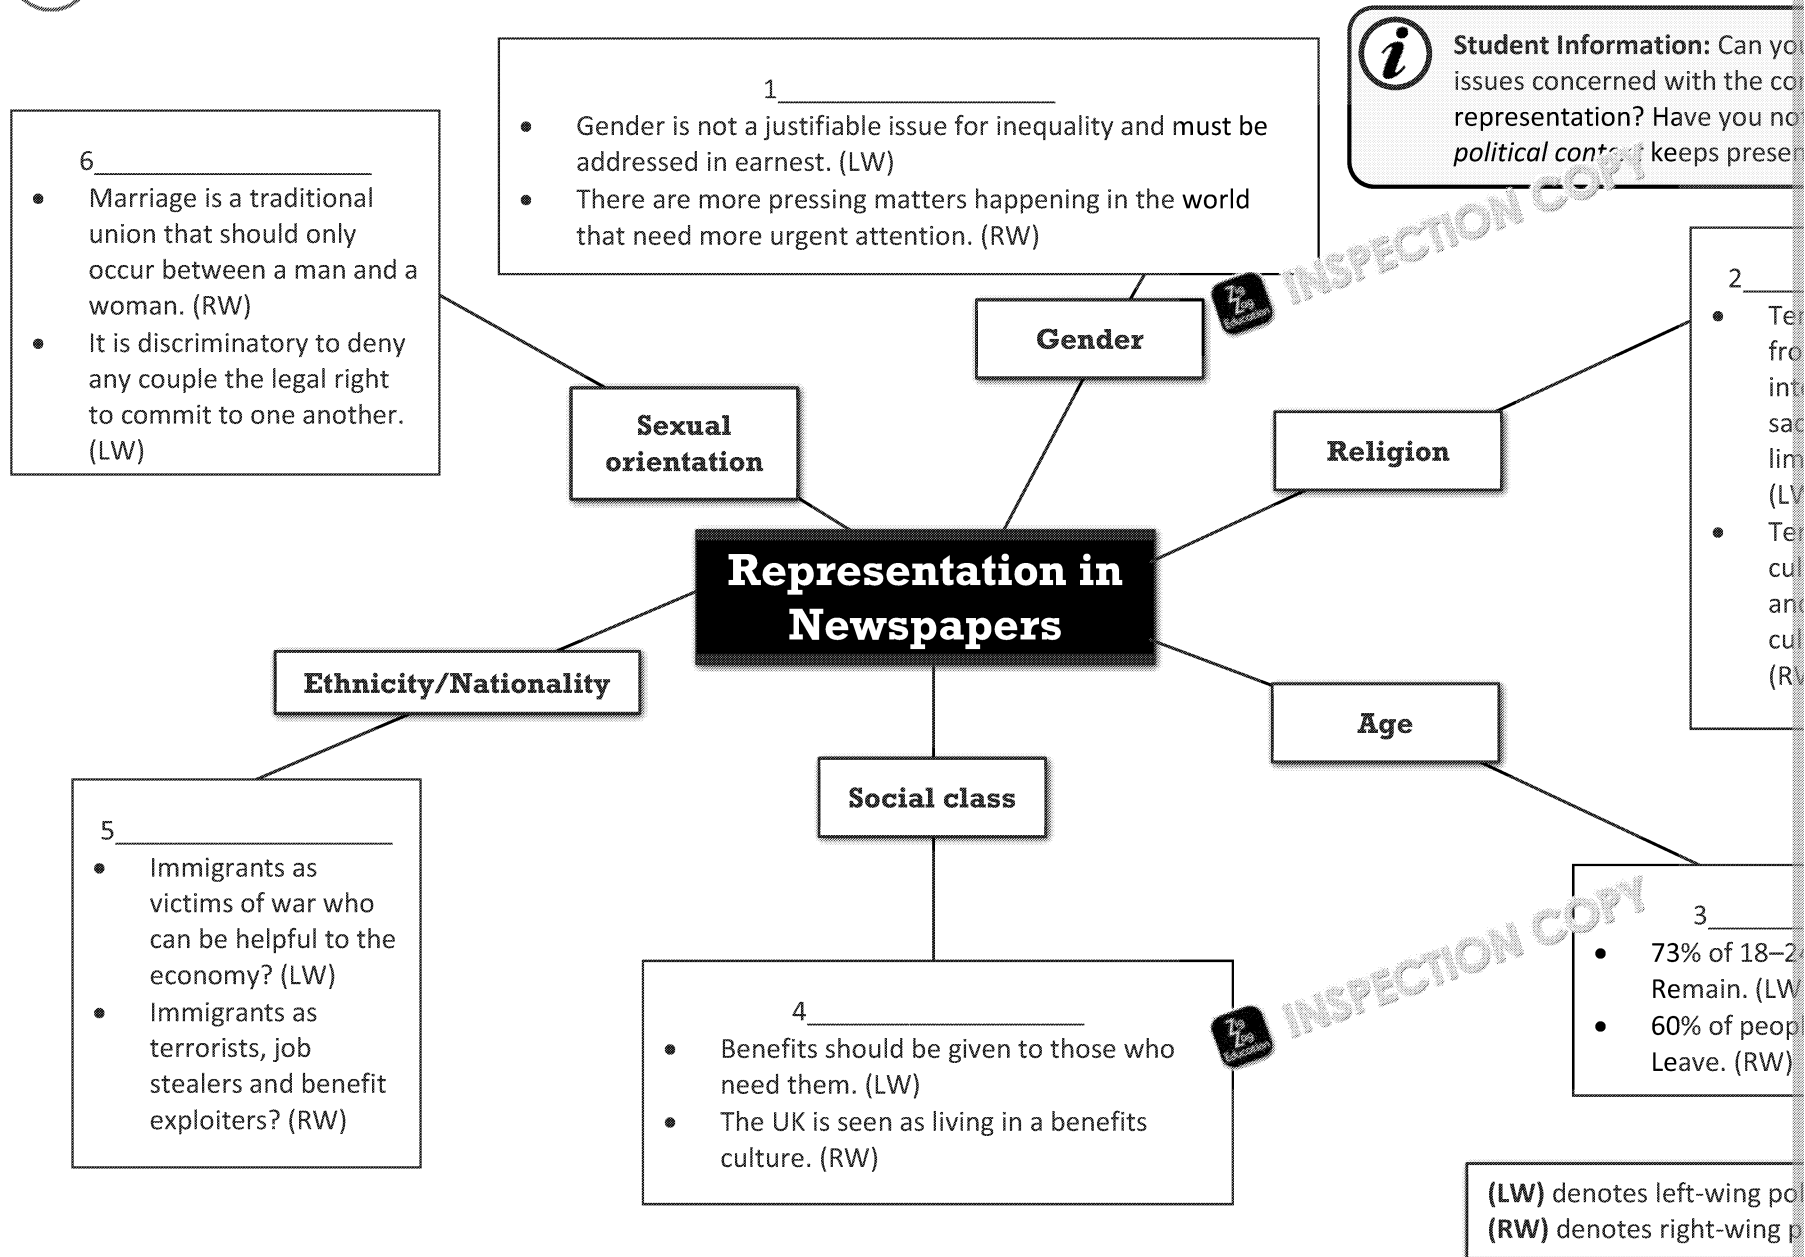 Student Information: Can you
issues concerned with the
representation? Have you
political context keeps
1
Gender is not a justifiable issue for inequality and must be
addressed in earnest. (LW)
There are more pressing matters happening in the world
that need more urgent attention. (RW)
6
Marriage is a traditional
union that should only
occur between a man and a
woman. (RW)
It is discriminatory to deny
any couple the legal right
to commit to one another.
(LW)
INSPECTION COPY
Zig
Zag
Education
2
Gender
Religion
Sexual
orientation
Representation in
Newspapers
Ethnicity/Nationality
Age
Social class
5
Immigrants as
victims of war who
can be helpful to the
economy? (LW)
Immigrants as
terrorists, job
stealers and benefit
exploiters? (RW)
4
Benefits should be given to those who
need them. (LW)
The UK is seen as living in a benefits
culture. (RW)
INSPECTION COPY
Zig
Zag
Education
3
73% of 18–2
Remain. (LW
60% of
Leave. (RW)
(LW) denotes left-wing
(RW) denotes right-wing